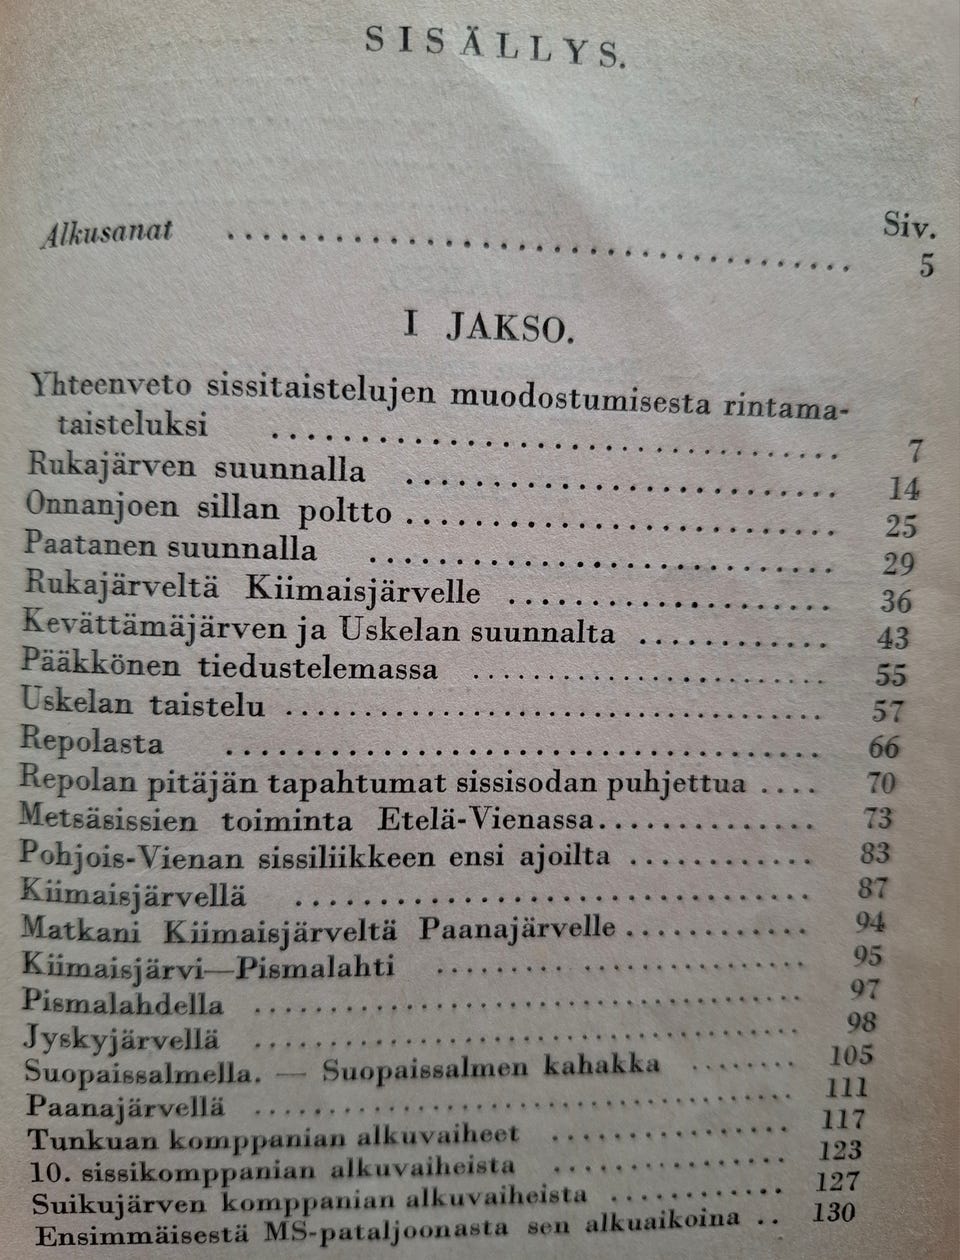 SISÄLLYS.
Siv.
Alkusanat .......................... 5
I JAKSO.
Yhteenveto sissitaistelujen muodostumisesta rintama-
taisteluksi .......................... 7
Rukajärven suunnalla .......................... 14
Onnanjoen sillan poltto .......................... 25
Paatanen suunnalla .......................... 29
Rukajärveltä Kiimaisjärvelle .......................... 36
Kevättämäjärven ja Uskelan suunnalta ............. 43
Pääkkönen tiedustelemassa .......................... 55
Uskelan taistelu .......................... 57
Repolasta .......................... 66
Repolan pitäjän tapahtumat sissisodan puhjettua .... 70
Metsäsissien toiminta Etelä-Vienassa............... 73
Pohjois-Vienan sissiliikkeen ensi ajoilta ............ 83
Kiimaisjärvellä .......................... 87
Matkani Kiimaisjärveltä Paanajärvelle............. 94
Kiimaisjärvi—Pismalahti .......................... 95
Pismalahdella .......................... 97
Jyskyjärvellä .......................... 98
Suopaissalmella. — Suopaissalmen kahakka ........ 105
Paanajärvellä .......................... 111
Tunkuan komppanian alkuvaiheet ................ 117
10. sissikomppanian alkuvaiheista ................ 123
Suikujärven komppanian alkuvaiheista ............ 127
Ensimmäisestä MS-pataljoonasta sen alkuaikoina .. 130